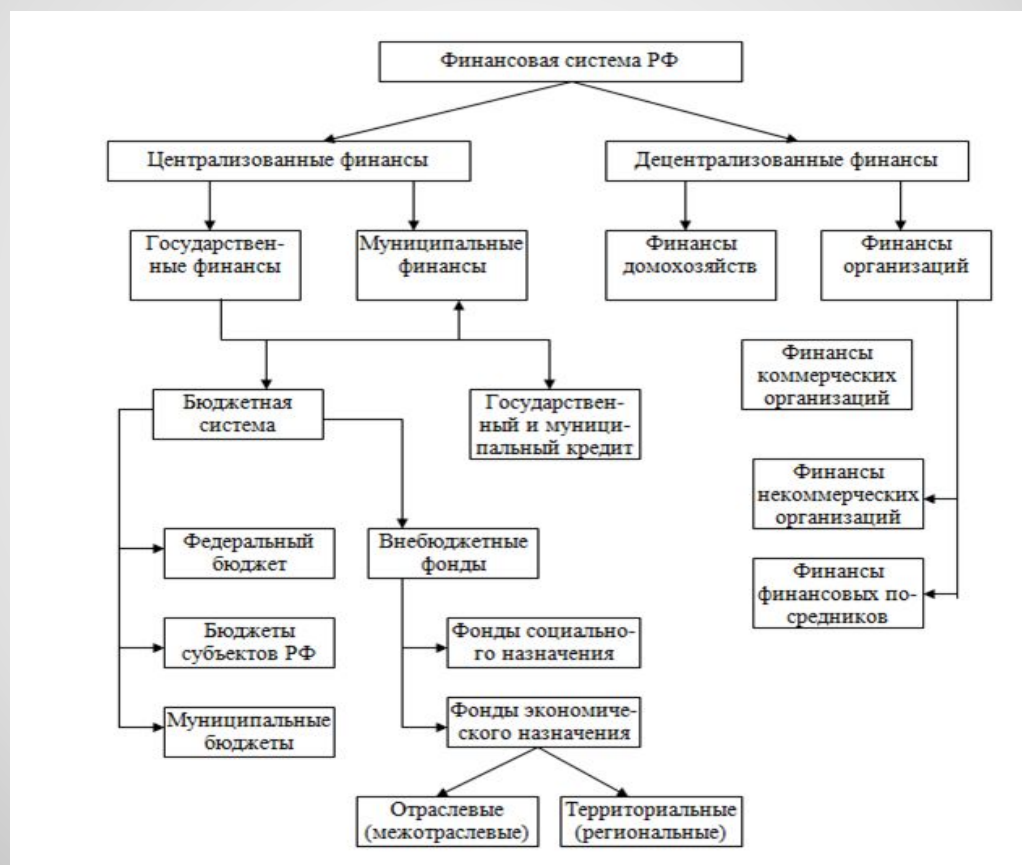 Финансовая система РФ
Централизованные финансы
Децентрализованные финансы
Государствен-
ные финансы
Муниципальные
финансы
Финансы
домохозяйств
Финансы
организаций
Финансы
коммерческих
организаций
Бюджетная
система
Государствен-
ный и муници-
пальный кредит
Финансы
некоммерческих
организаций
Федеральный
бюджет
Внебюджетные
фонды
Финансы
финансовых по-
средников
Бюджеты
субъектов РФ
Фонды социально-
го назначения
Муниципальные
бюджеты
Фонды экономиче-
ского назначения
Отраслевые
(межотраслевые)
Территориальные
(региональные)